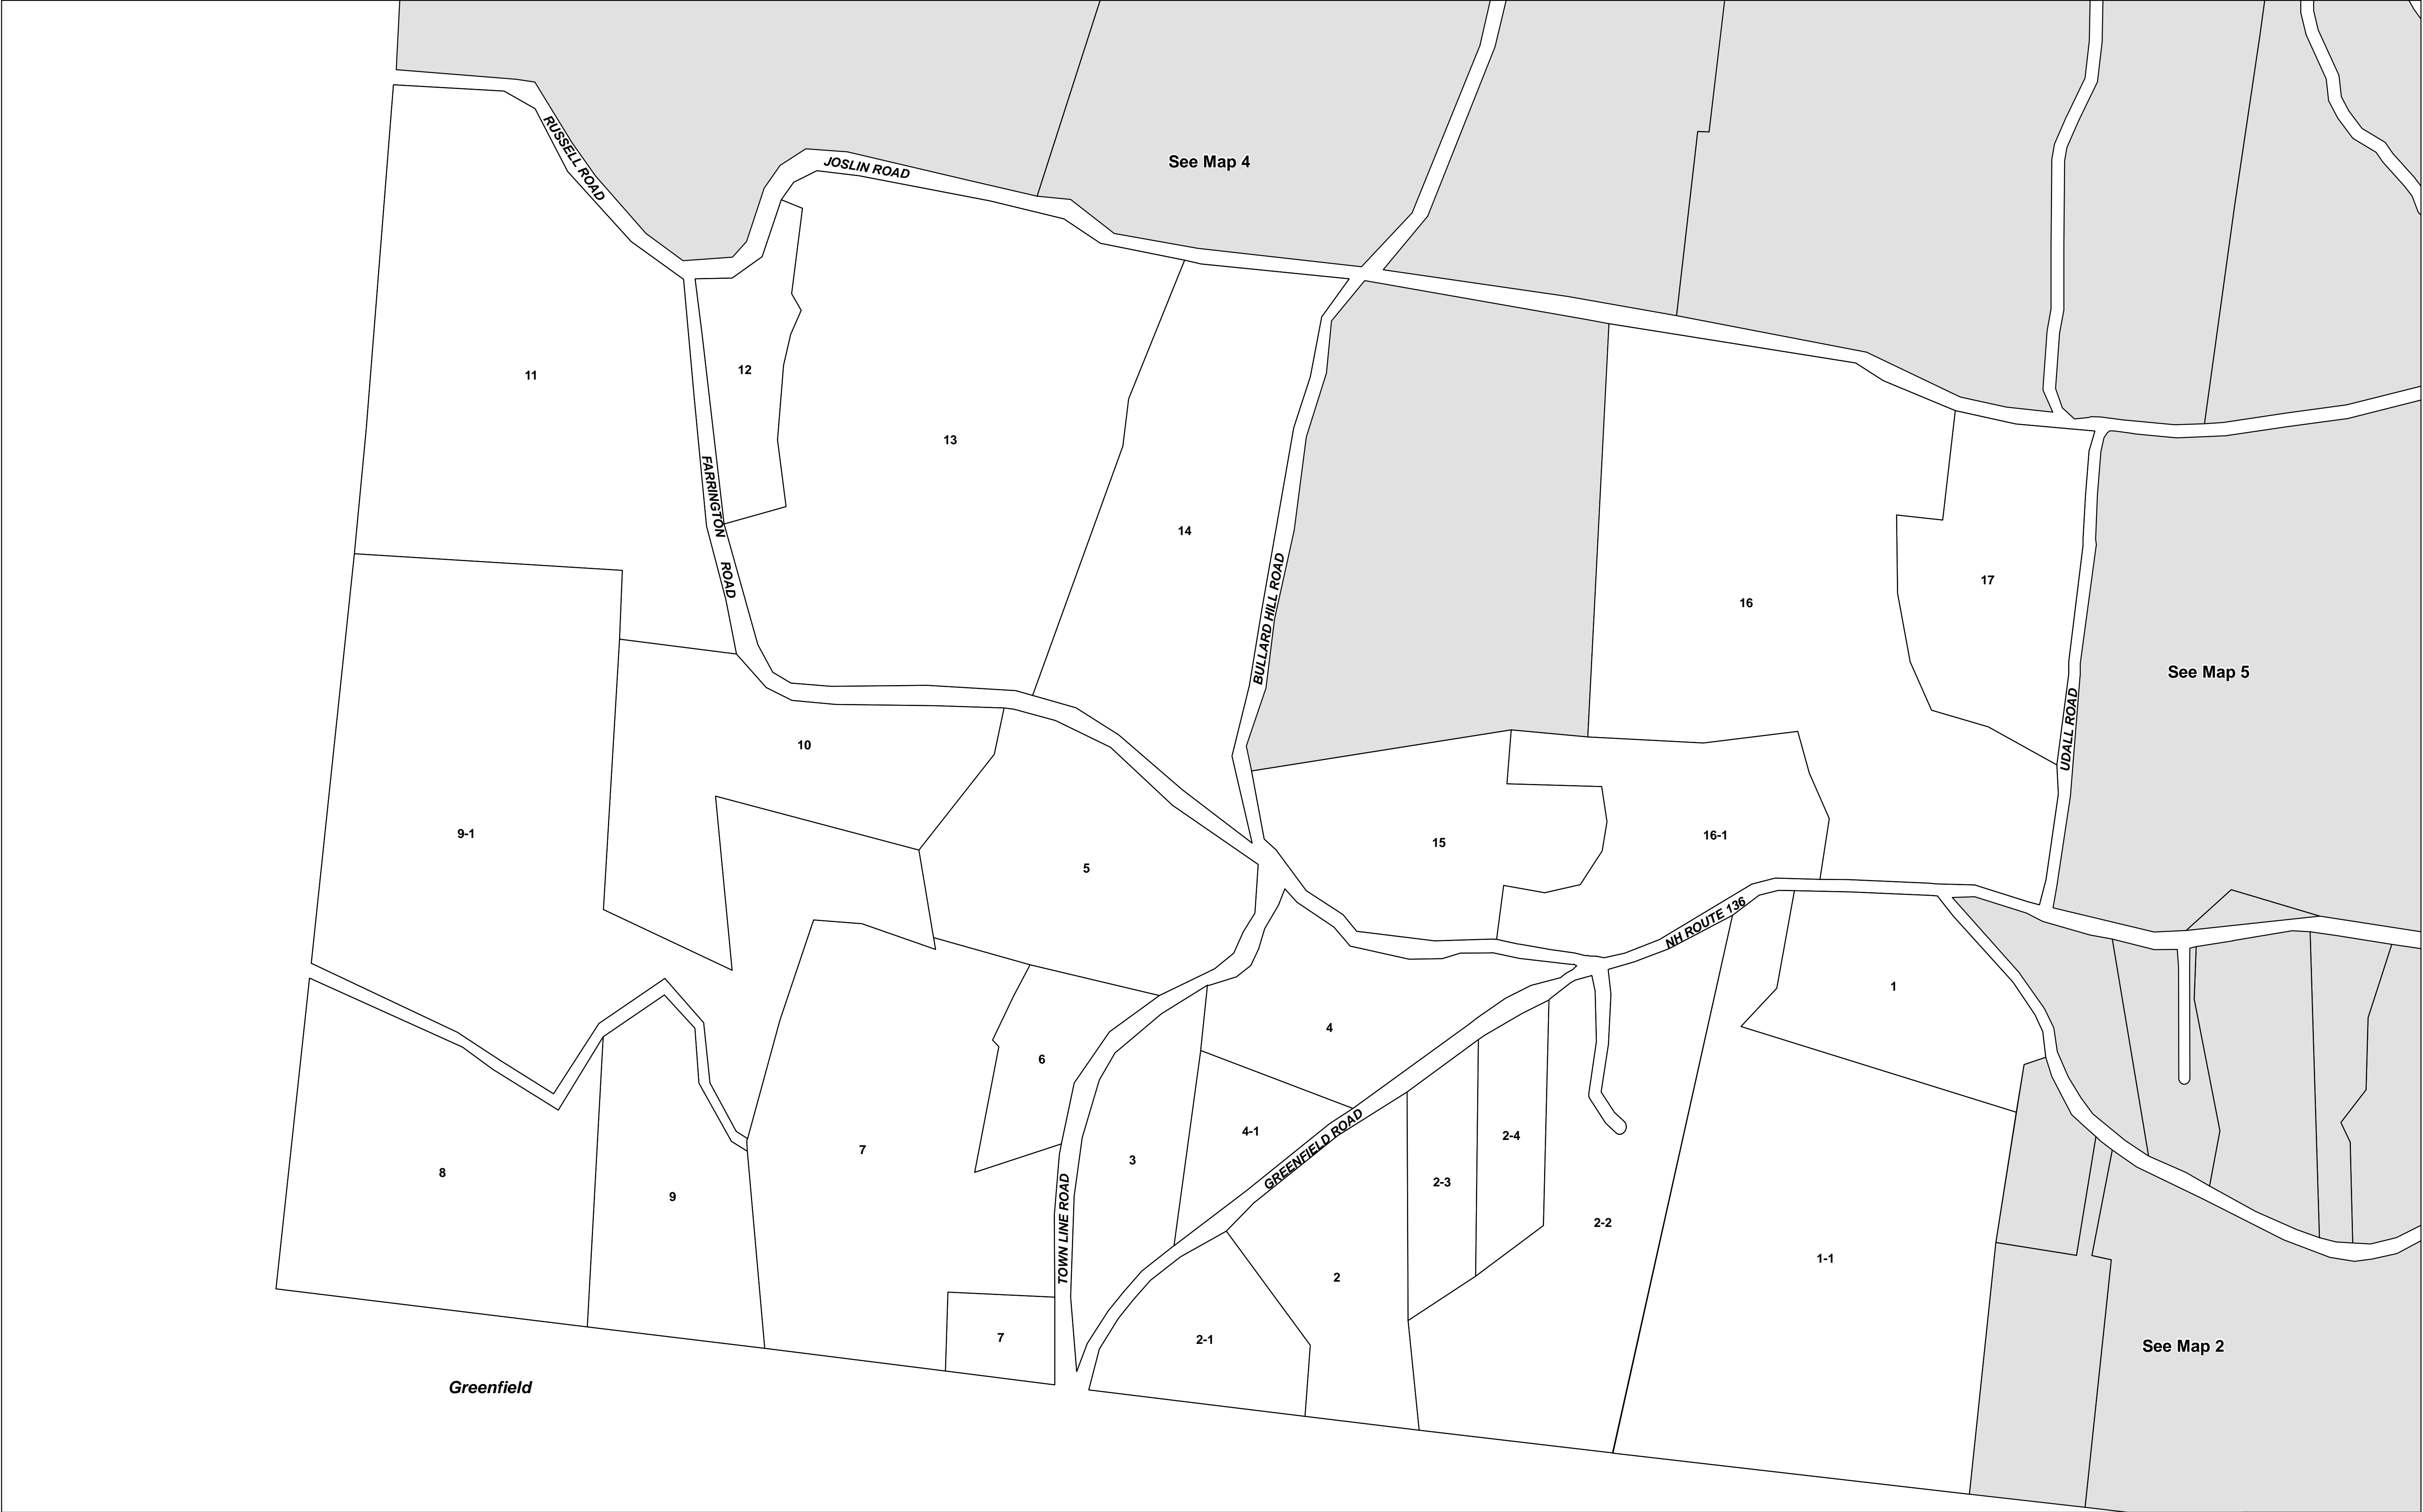 See Map 4
RUSSELL ROAD
JOSLIN ROAD
11
12
13
14
FARRINGTON
ROAD
BULLARD HILL ROAD
16
17
See Map 5
UDALL ROAD
10
9-1
5
15
16-1
NH ROUTE 136
1
4
6
4-1
2-4
7
3
8
9
2-3
GREENFIELD ROAD
TOWN LINE ROAD
2-2
1-1
2
7
2-1
See Map 2
Greenfield